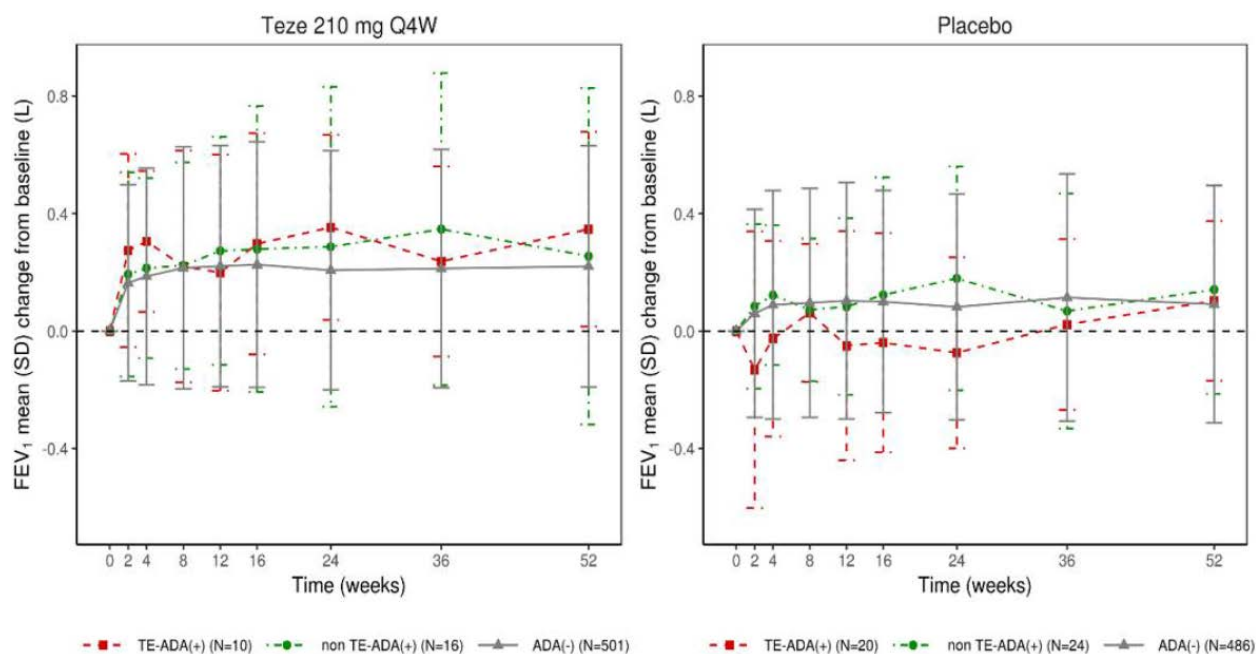 Teze 210 mg Q4W
FEV1 mean (SD) change from baseline (L)
0.8
0.4
0.0
-0.4
0 2 4 8 12 16 24 36 52
Time (weeks)
TE-ADA(+) (N=10) non TE-ADA(+) (N=16) ADA(-) (N=501)
Placebo
FEV1 mean (SD) change from baseline (L)
0.8
0.4
0.0
-0.4
0 2 4 8 12 16 24 36 52
Time (weeks)
TE-ADA(+) (N=20) non TE-ADA(+) (N=24) ADA(-) (N=486)